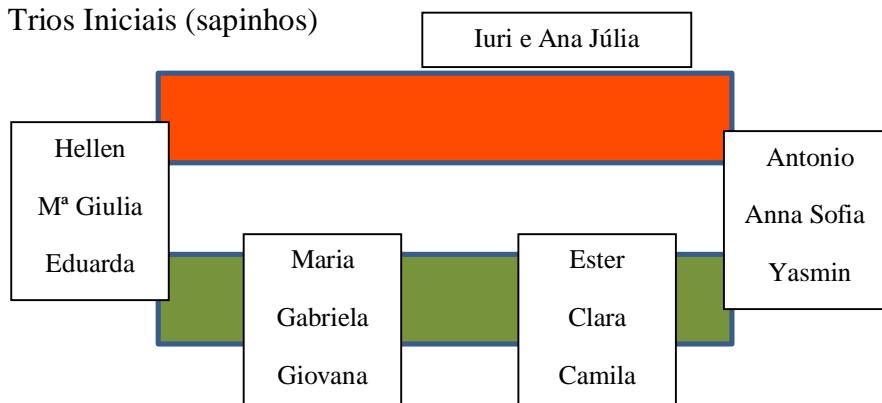 Trios Iniciais (sapinhos)
Iuri e Ana Júlia
Hellen
Mª Giulia
Eduarda
Antonio
Anna Sofia
Yasmin
Maria
Gabriela
Giovana
Ester
Clara
Camila